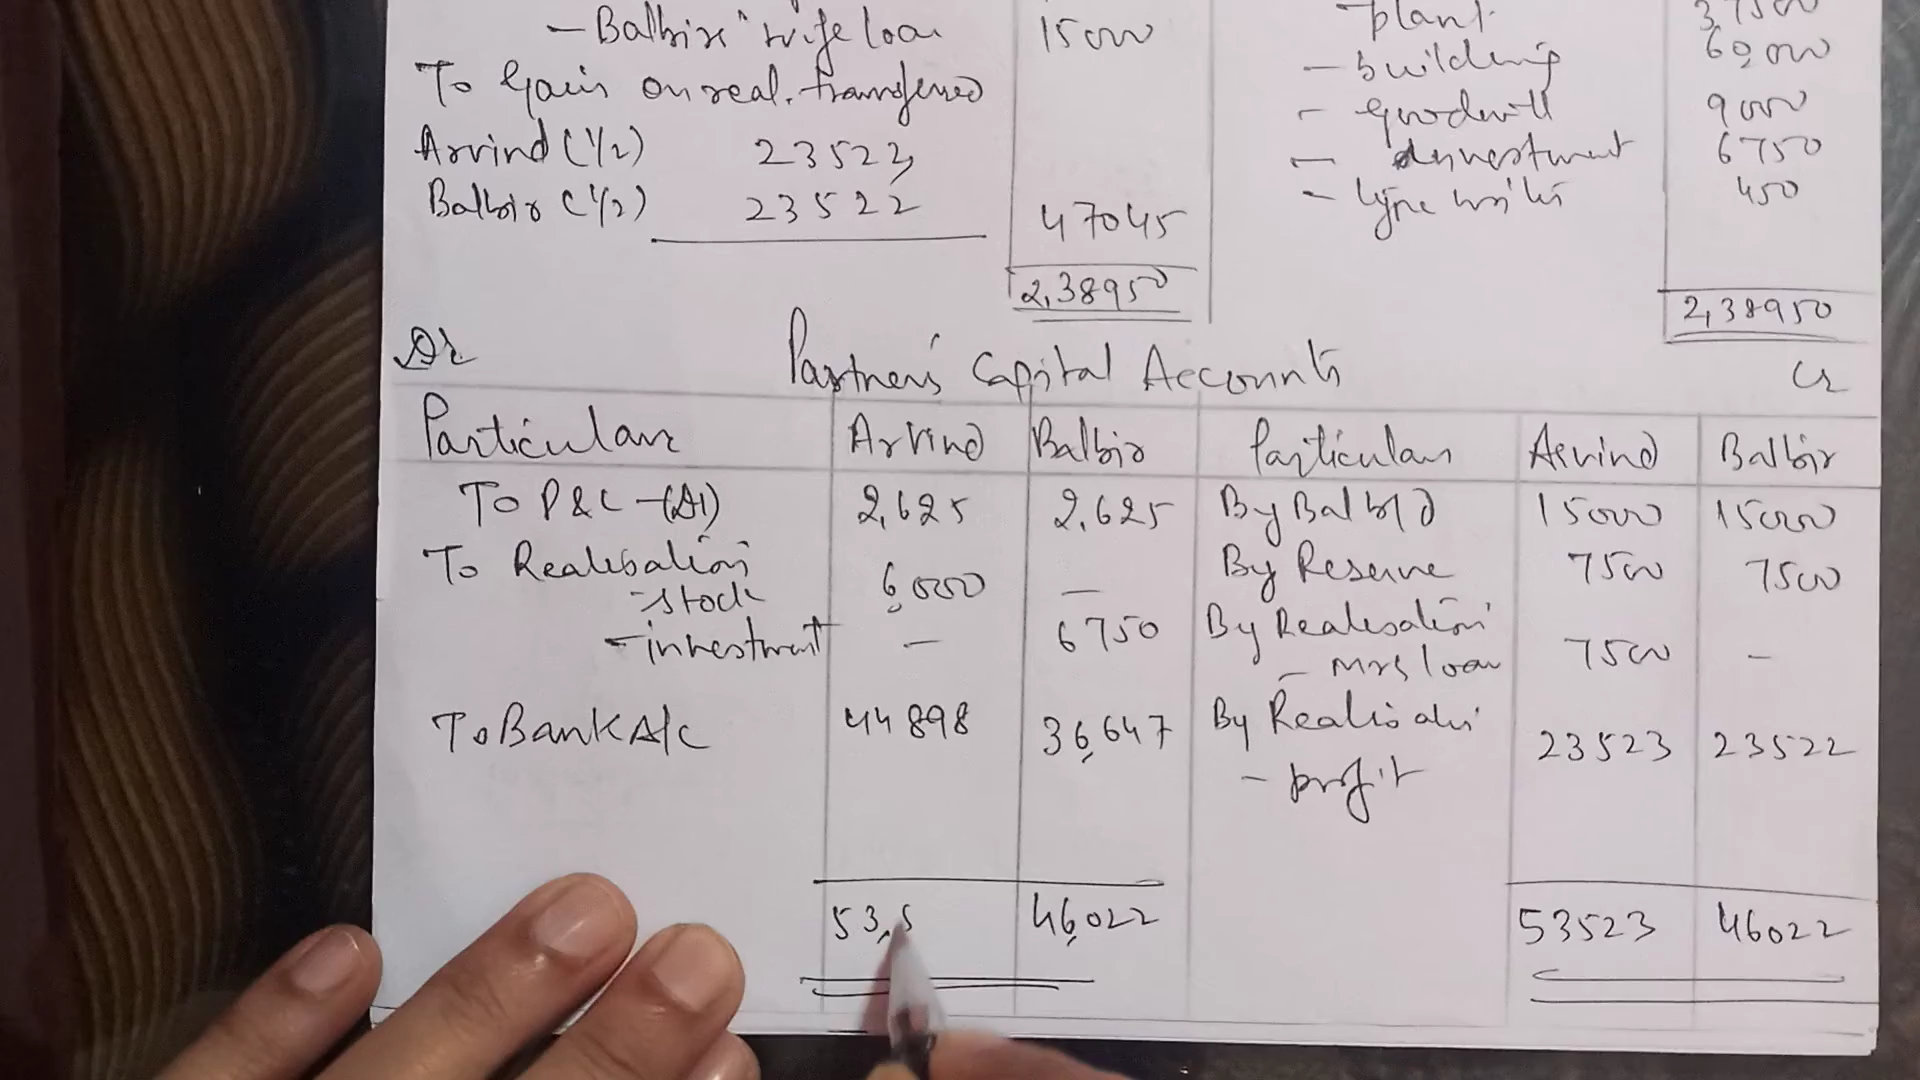 - Balbir's wife loan 15000
To Gain on real. transferred
Arvind (1/2) 23523
Balbir (1/2) 23522
47045
2,38950
- plant 37500
- building 60,000
- goodwill 9000
- investment 6750
- 450
2,38950
Dr Partner's Capital Accounts Cr
Particulars Arvind Balbir Particulars Arvind Balbir
To P&L - (Dr) 2,625 2,625 By Bal b/d 15000 15000
To Realisation By Reserve 7500 7500
- stock 6,000 - By Realisation
- investment - 6750 - Mrs loan 7500 -
To Bank A/c 44898 36,647 By Realisation 23523 23522
- profit
53,5 46,022 53523 46022